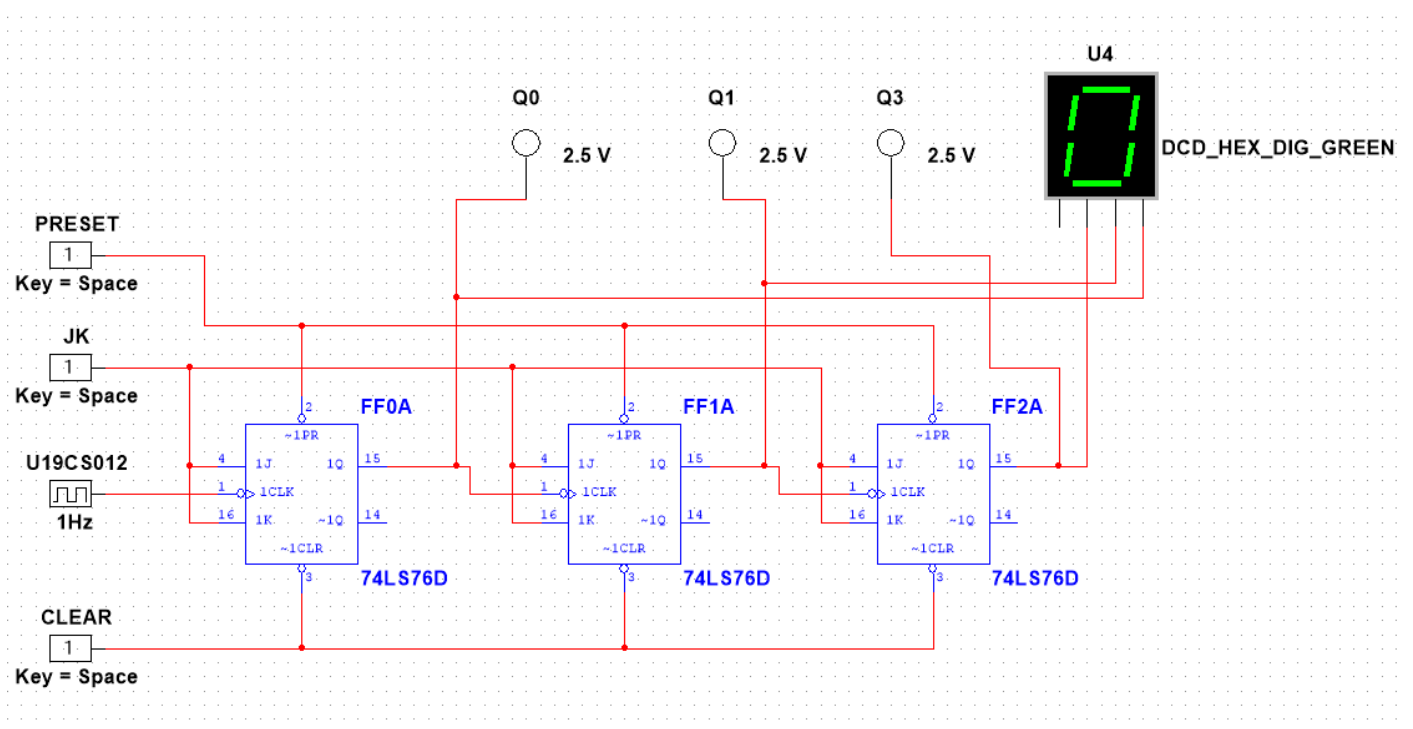 U4
Q0
Q1
Q3
2.5 V
2.5 V
2.5 V
0
DCD_HEX_DIG_GREEN
PRESET
1
Key = Space
JK
1
Key = Space
U19CS012
1Hz
CLEAR
1
Key = Space
FF0A
2
~1PR
4
1J
1Q
15
1
1CLK
16
1K
~1Q
14
~1CLR
3
74LS76D
FF1A
2
~1PR
4
1J
1Q
15
1
1CLK
16
1K
~1Q
14
~1CLR
3
74LS76D
FF2A
2
~1PR
4
1J
1Q
15
1
1CLK
16
1K
~1Q
14
~1CLR
3
74LS76D